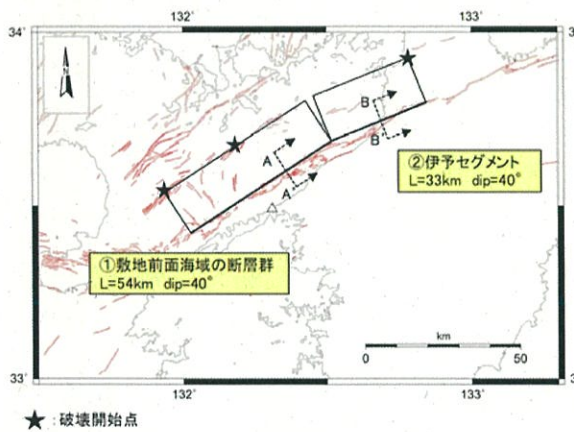 132°
133°
34°
34°
N
B
B
A
A
②伊予セグメント
L=33km dip=40°
①敷地前面海域の断層群
L=54km dip=40°
km
0
50
33°
33°
132°
133°
★:破壊開始点